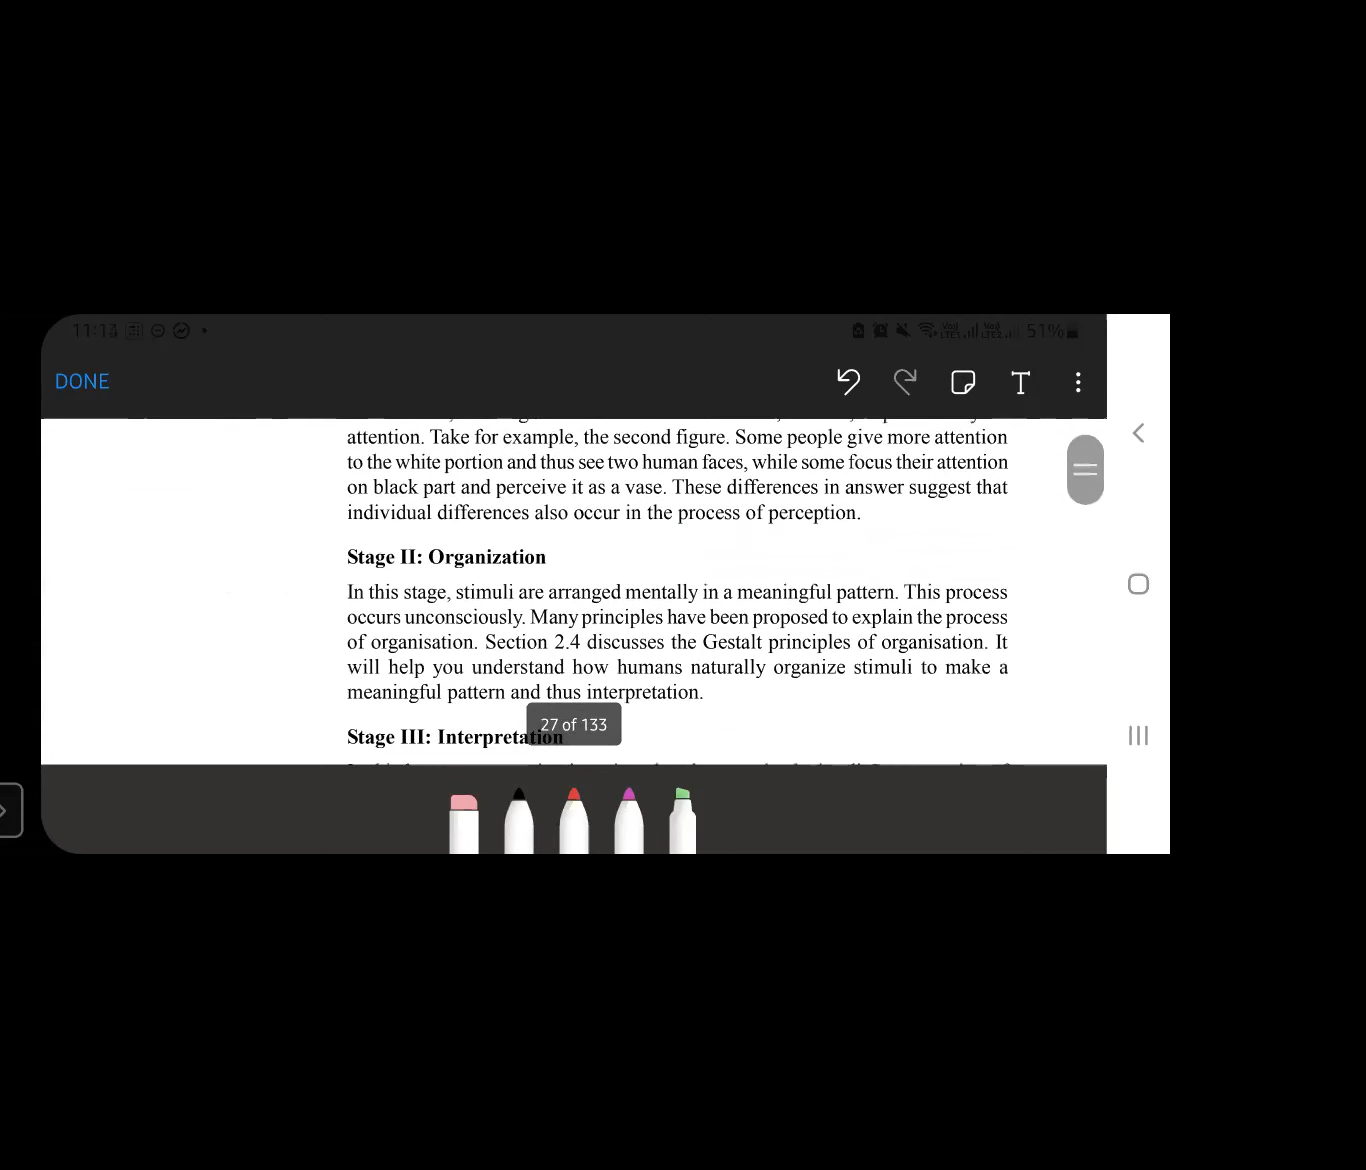 11:13
51%
DONE
attention. Take for example, the second figure. Some people give more attention
to the white portion and thus see two human faces, while some focus their attention
on black part and perceive it as a vase. These differences in answer suggest that
individual differences also occur in the process of perception.
Stage II: Organization
In this stage, stimuli are arranged mentally in a meaningful pattern. This process
occurs unconsciously. Many principles have been proposed to explain the process
of organisation. Section 2.4 discusses the Gestalt principles of organisation. It
will help you understand how humans naturally organize stimuli to make a
meaningful pattern and thus interpretation.
27 of 133
Stage III: Interpretation